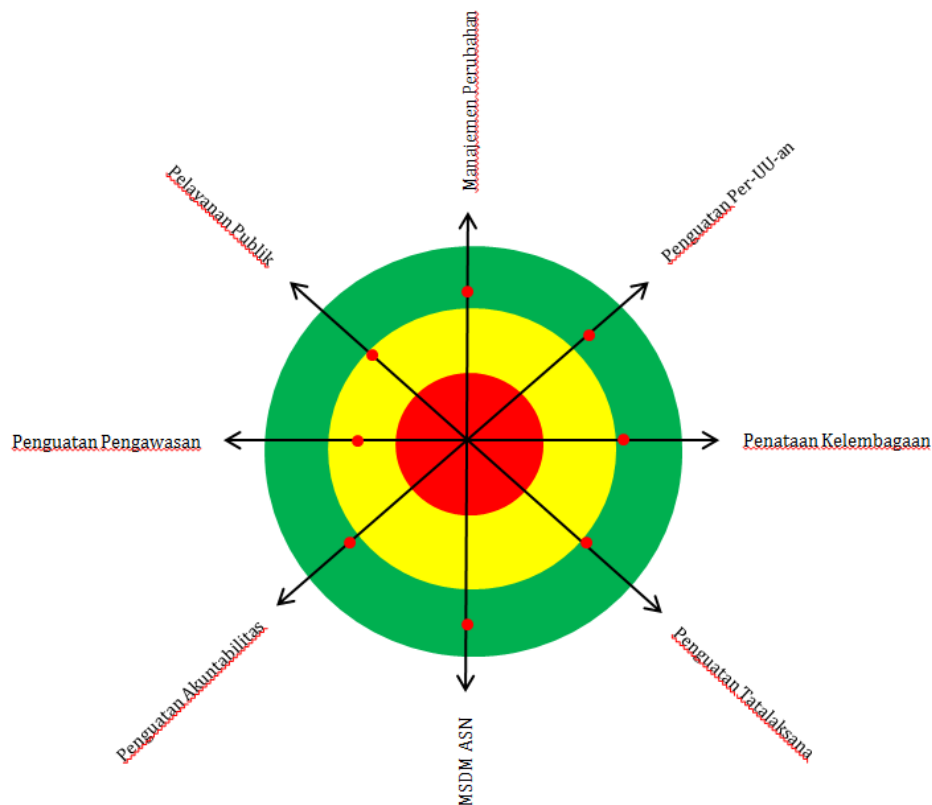 Manajemen Perubahan
Penguatan Per-UU-an
Penataan Kelembagaan
Penguatan Tatalaksana
MSDM ASN
Penguatan Akuntabilitas
Penguatan Pengawasan
Pelayanan Publik